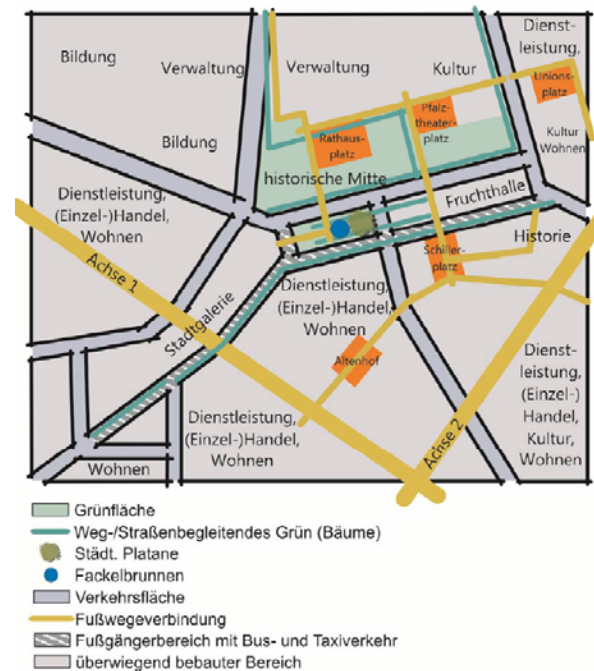 Dienst-
leistung,
Bildung
Verwaltung
Verwaltung
Kultur
Unions-
platz
Pfalz-
theater-
platz
Rathaus-
platz
Bildung
Kultur
Wohnen
historische Mitte
Dienstleistung,
(Einzel-)Handel,
Wohnen
Fruchthalle
Historie
Schiller-
platz
Achse 1
Stadtgalerie
Dienstleistung,
(Einzel-)Handel,
Wohnen
Altenhof
Dienst-
leistung,
(Einzel-)
Handel,
Kultur,
Wohnen
Achse 2
Dienstleistung,
(Einzel-)Handel,
Wohnen
Wohnen
Grünfläche
Weg-/Straßenbegleitendes Grün (Bäume)
Städt. Platane
Fackelbrunnen
Verkehrsfläche
Fußwegeverbindung
Fußgängerbereich mit Bus- und Taxiverkehr
überwiegend bebauter Bereich